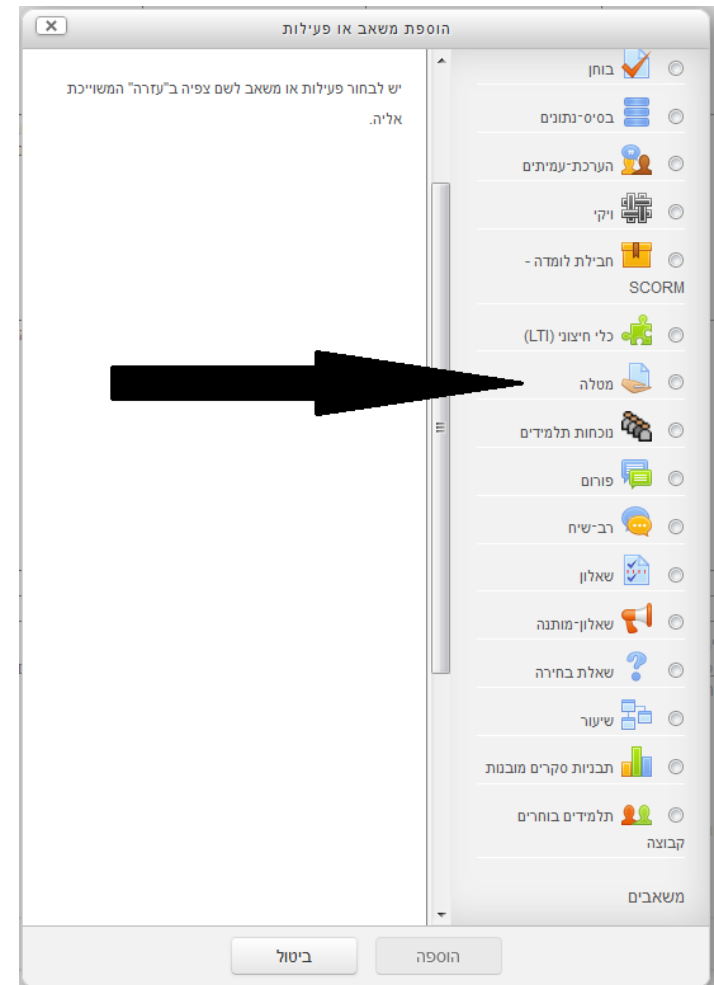 הוספת משאב או פעילות
יש לבחור פעילות או משאב לשם צפיה ב"עזרה" המשוייכת
אליה.
בוחן
בסיס־נתונים
הערכת־עמיתים
ויקי
חבילת לומדה -
SCORM
כלי חיצוני (LTI)
מטלה
נוכחות תלמידים
פורום
רב־שיח
שאלון
שאלון־מותנה
שאלת בחירה
שיעור
תבניות סקרים מובנות
תלמידים בוחרים
קבוצה
משאבים
הוספה
ביטול